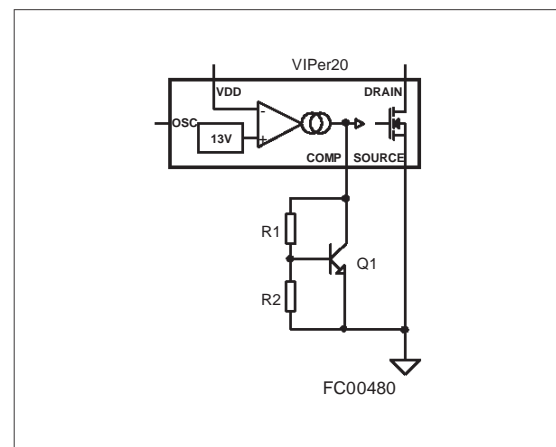 VIPer20
VDD
DRAIN
OSC
-
13V
+
COMP
SOURCE
R1
Q1
R2
FC00480